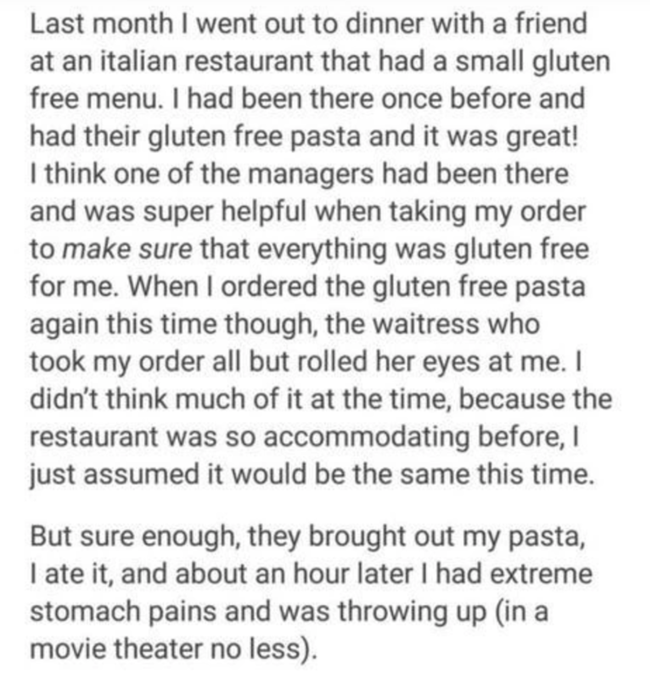 Last month I went out to dinner with a friend
at an italian restaurant that had a small gluten
free menu. I had been there once before and
had their gluten free pasta and it was great!
I think one of the managers had been there
and was super helpful when taking my order
to make sure that everything was gluten free
for me. When I ordered the gluten free pasta
again this time though, the waitress who
took my order all but rolled her eyes at me. I
didn't think much of it at the time, because the
restaurant was so accommodating before, I
just assumed it would be the same this time.
But sure enough, they brought out my pasta,
I ate it, and about an hour later I had extreme
stomach pains and was throwing up (in a
movie theater no less).